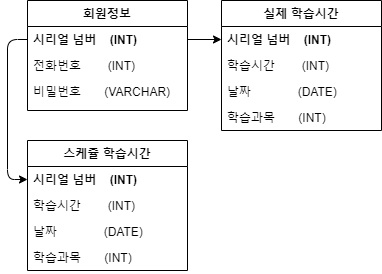 회원정보
시리얼 넘버 (INT)
전화번호 (INT)
비밀번호 (VARCHAR)
실제 학습시간
시리얼 넘버 (INT)
학습시간 (INT)
날짜 (DATE)
학습과목 (INT)
스케쥴 학습시간
시리얼 넘버 (INT)
학습시간 (INT)
날짜 (DATE)
학습과목 (INT)